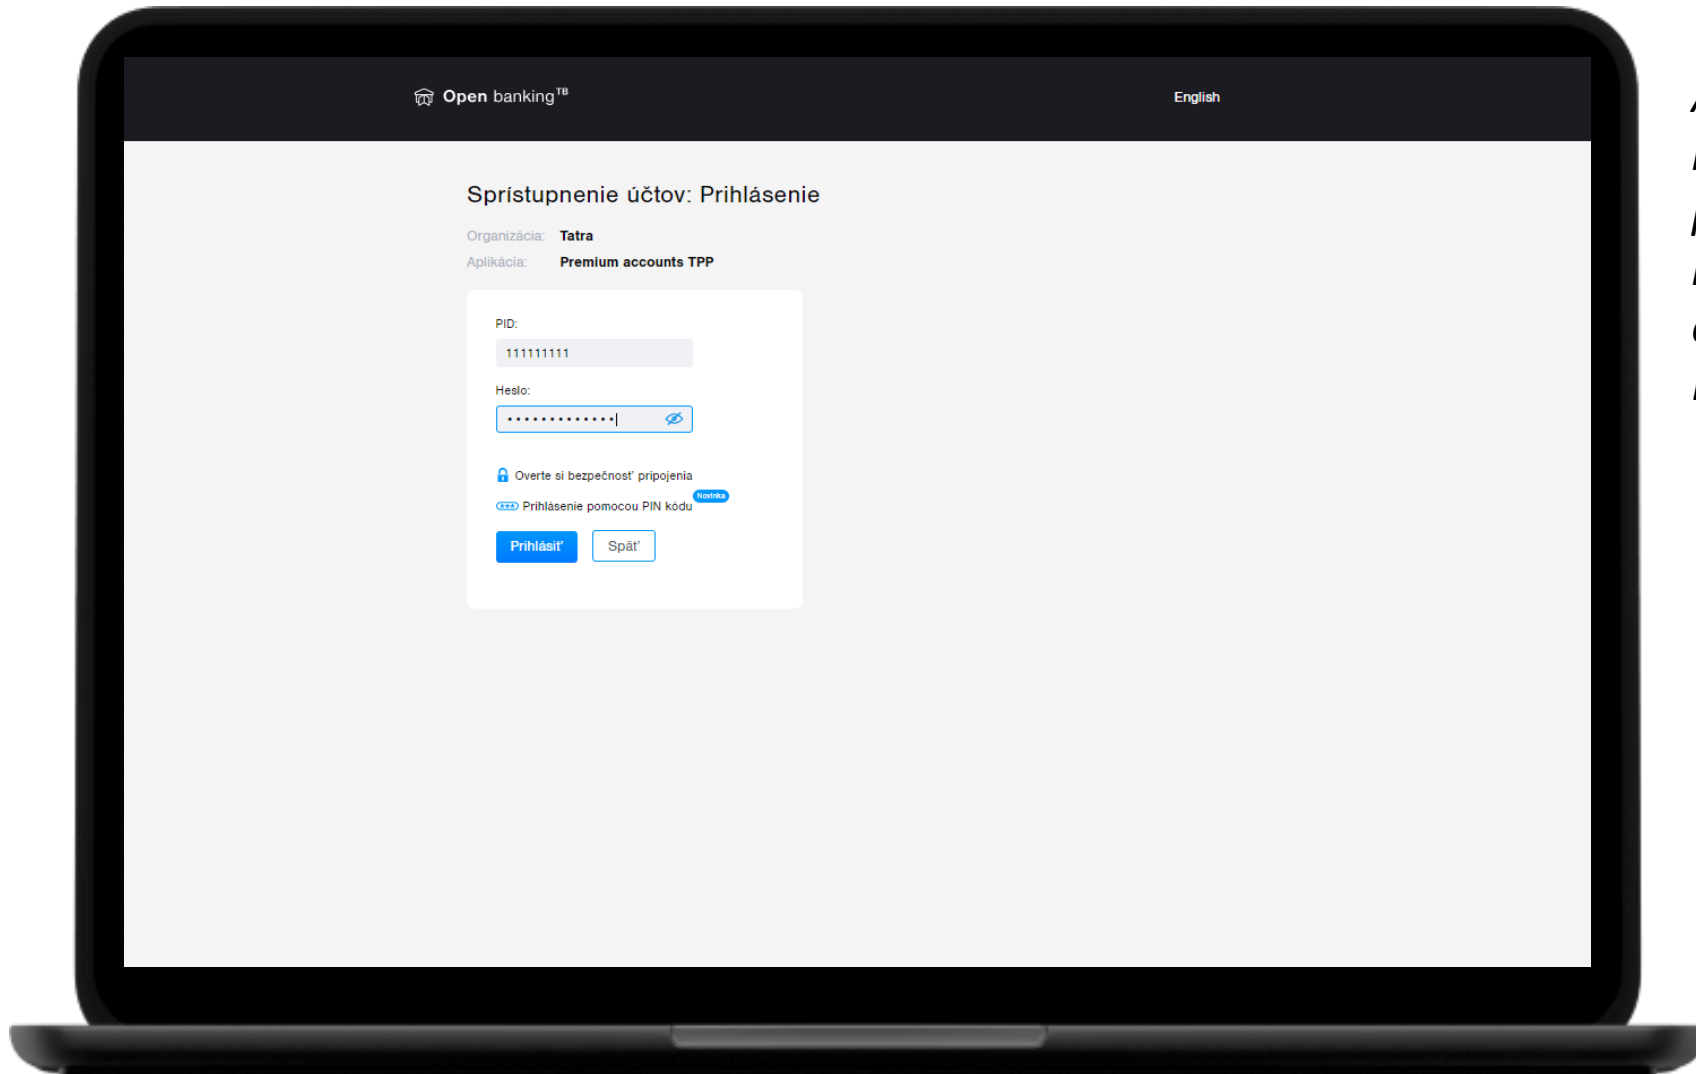 Open banking TB
English
Sprístupnenie účtov: Prihlásenie
Organizácia: Tatra
Aplikácia: Premium accounts TPP
PID:
111111111
Heslo:
•••••••••••••
Overte si bezpečnosť pripojenia
Prihlásenie pomocou PIN kódu Novinka
Prihlásiť Späť